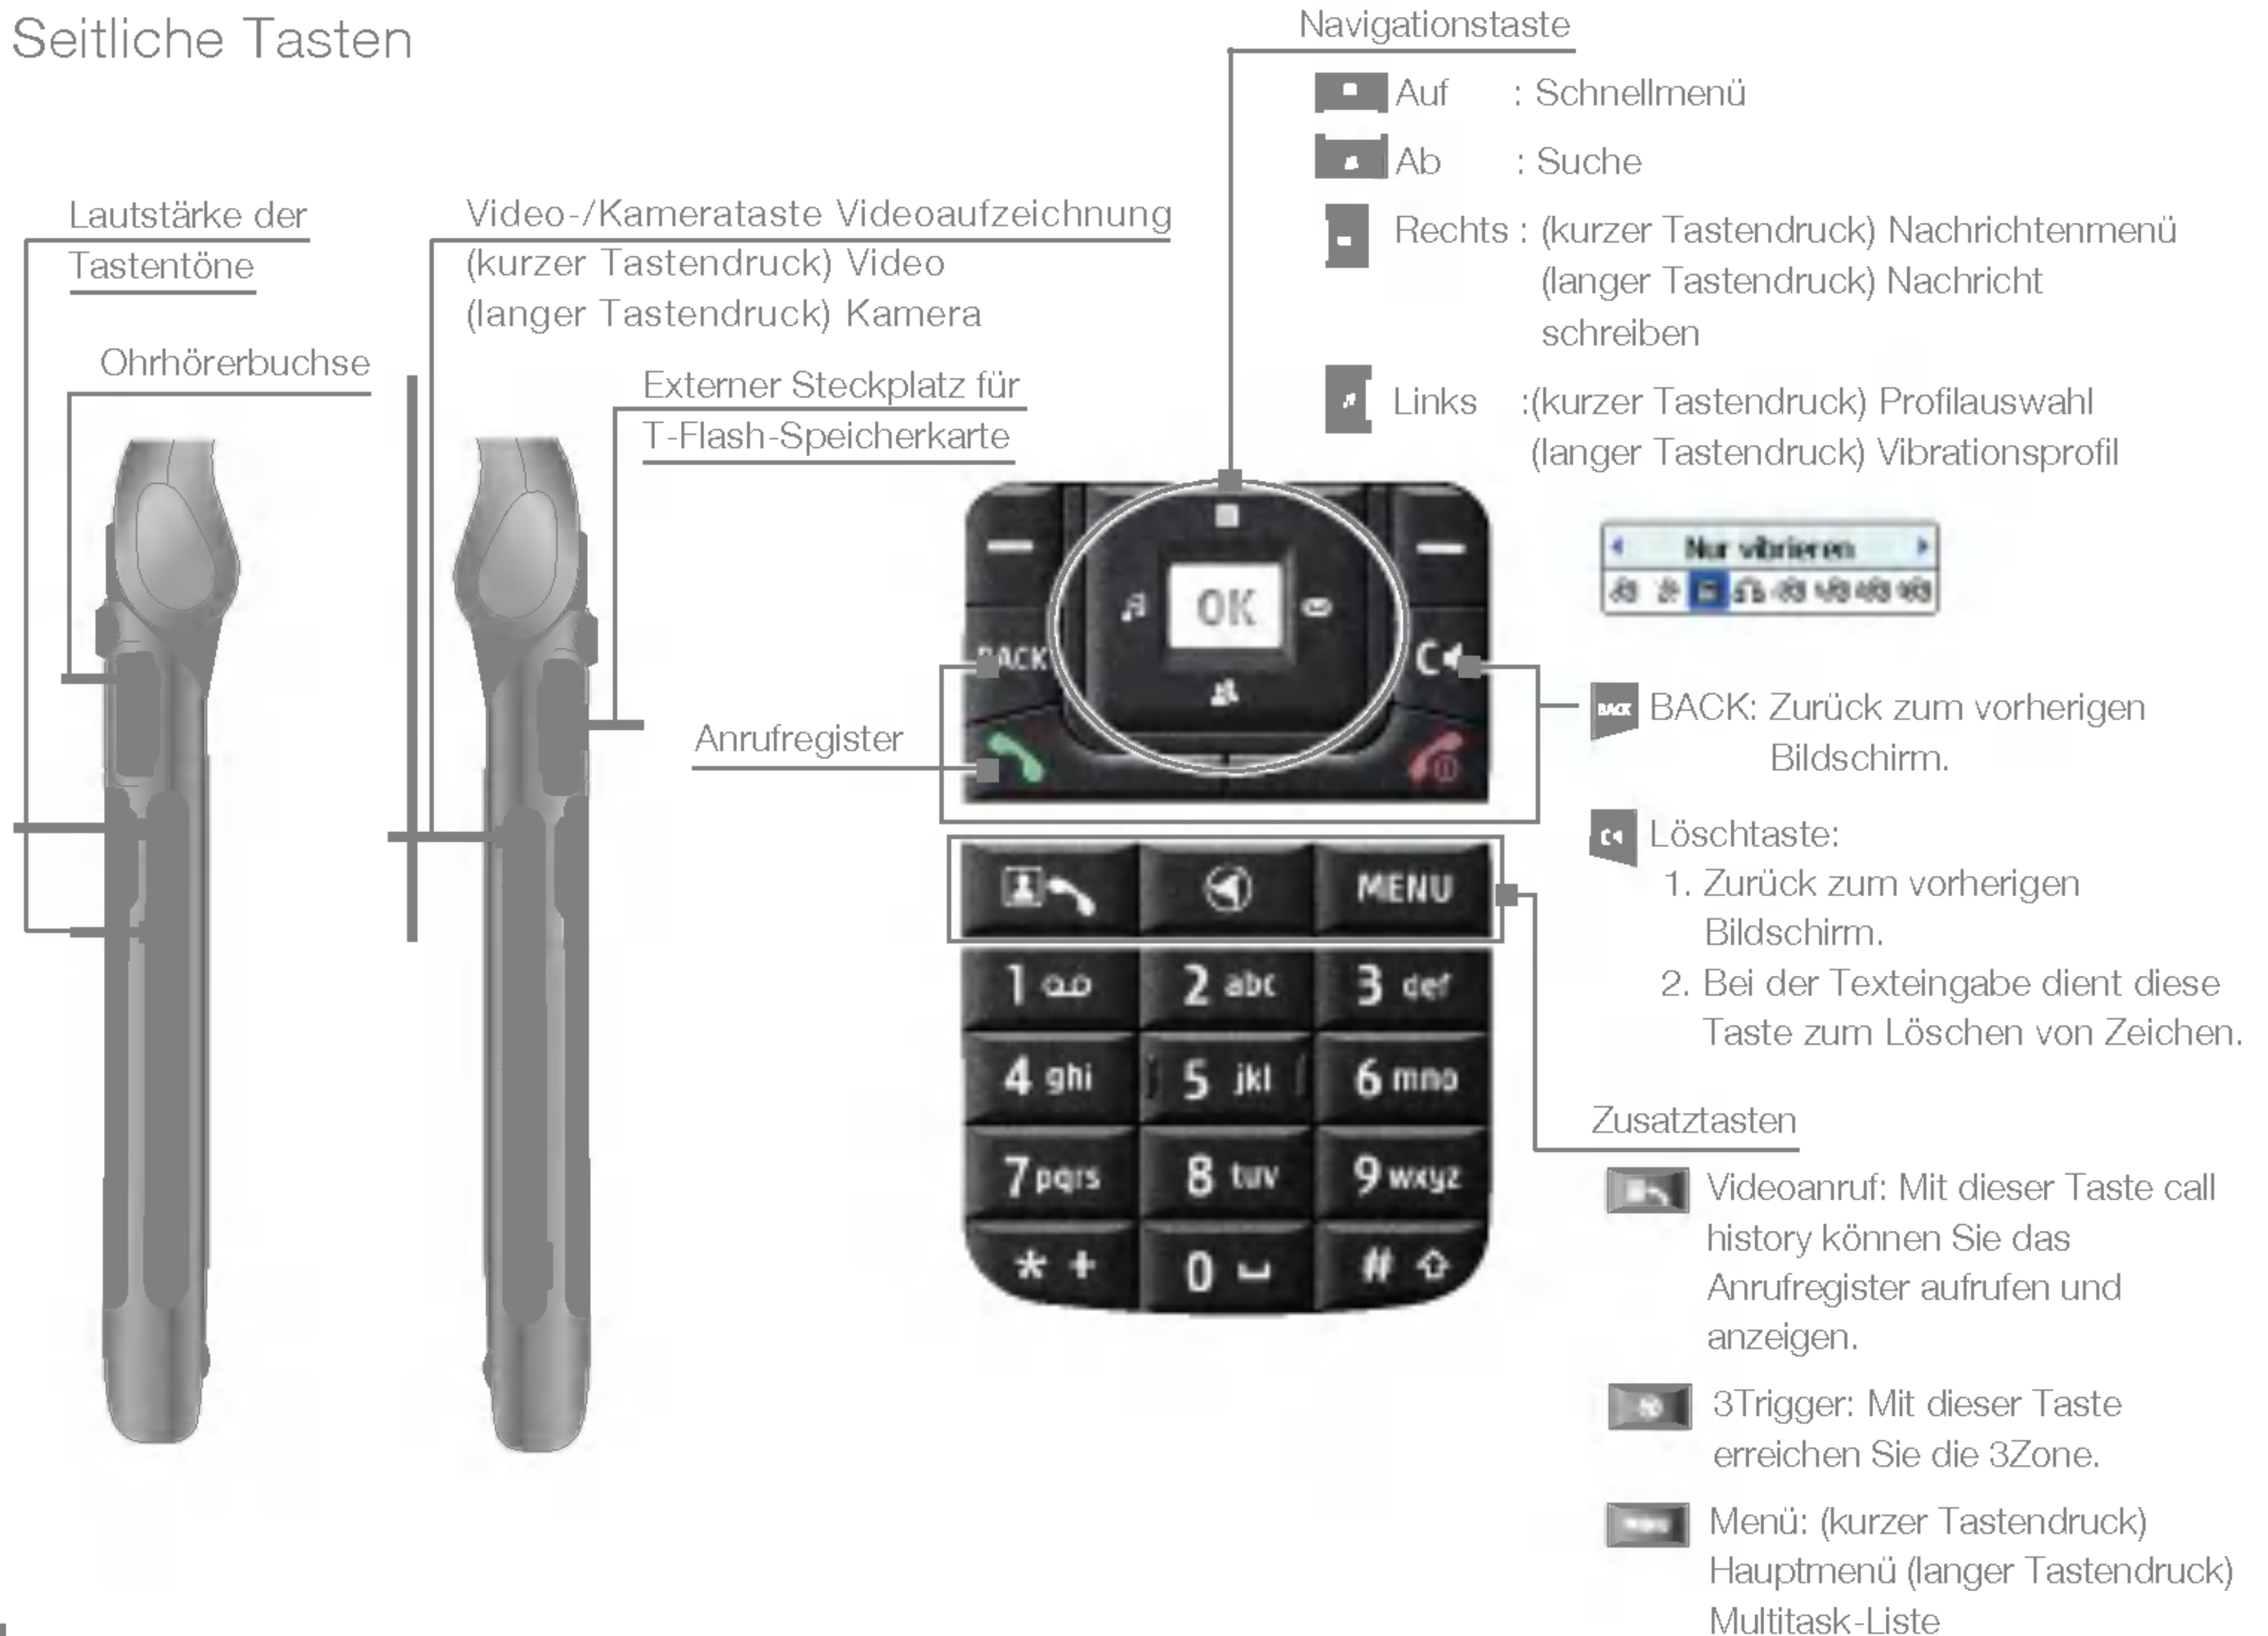 Seitliche Tasten
Lautstärke der
Tastentöne
Ohrhörerbuchse
Video-/Kamerataste Videoaufzeichnung
(kurzer Tastendruck) Video
(langer Tastendruck) Kamera
Externer Steckplatz für
T-Flash-Speicherkarte
Anrufregister
Navigationstaste
Auf : Schnellmenü
Ab : Suche
Rechts : (kurzer Tastendruck) Nachrichtenmenü
(langer Tastendruck) Nachricht
schreiben
Links :(kurzer Tastendruck) Profilauswahl
(langer Tastendruck) Vibrationsprofil
Nur vibrieren
OK
BACK
C
MENU
1
2 abc
3 def
4 ghi
5 jkl
6 mno
7 pqrs
8 tuv
9 wxyz
* +
0
#
BACK BACK: Zurück zum vorherigen
Bildschirm.
C Löschtaste:
1. Zurück zum vorherigen
Bildschirm.
2. Bei der Texteingabe dient diese
Taste zum Löschen von Zeichen.
Zusatztasten
Videoanruf: Mit dieser Taste call
history können Sie das
Anrufregister aufrufen und
anzeigen.
3Trigger: Mit dieser Taste
erreichen Sie die 3Zone.
Menü: (kurzer Tastendruck)
Hauptmenü (langer Tastendruck)
Multitask-Liste